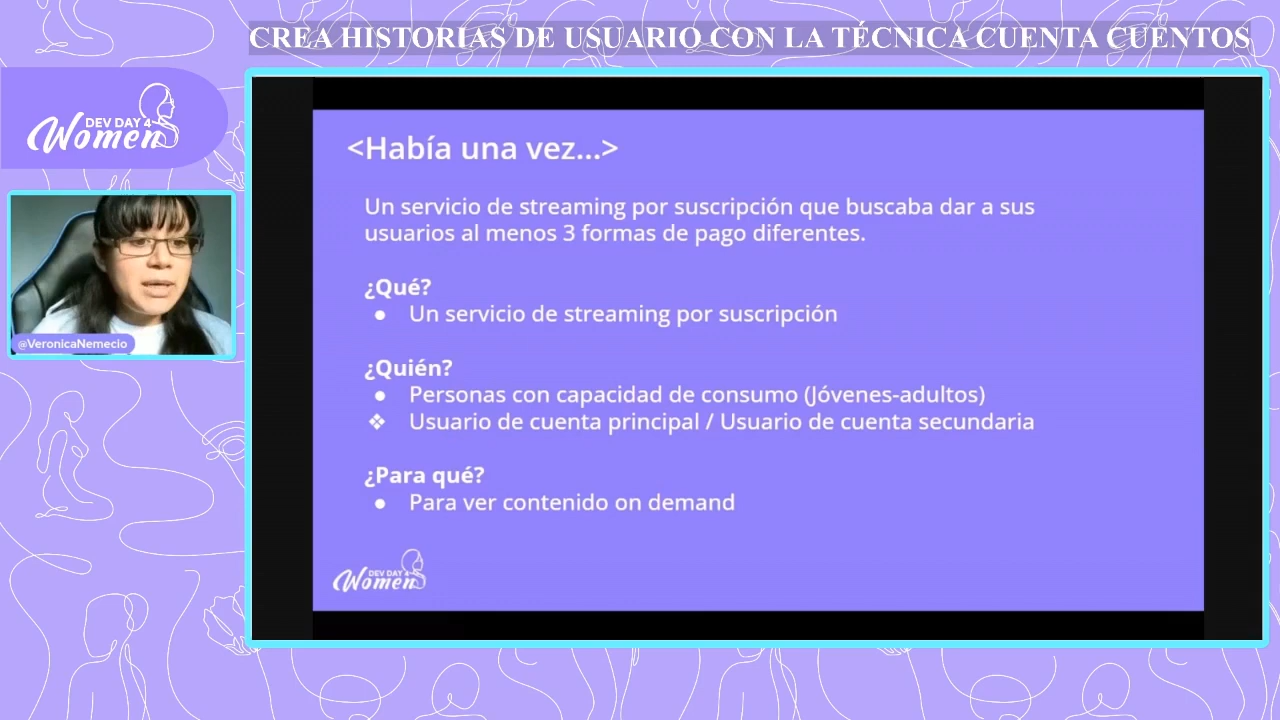 CREA HISTORIAS DE USUARIO CON LA TÉCNICA CUENTA CUENTOS
DEV DAY 4
Women
@VeronicaNemecio
<Había una vez...>
Un servicio de streaming por suscripción que buscaba dar a sus
usuarios al menos 3 formas de pago diferentes.
¿Qué?
● Un servicio de streaming por suscripción
¿Quién?
● Personas con capacidad de consumo (Jóvenes-adultos)
❖ Usuario de cuenta principal / Usuario de cuenta secundaria
¿Para qué?
● Para ver contenido on demand
DEV DAY 4
Women